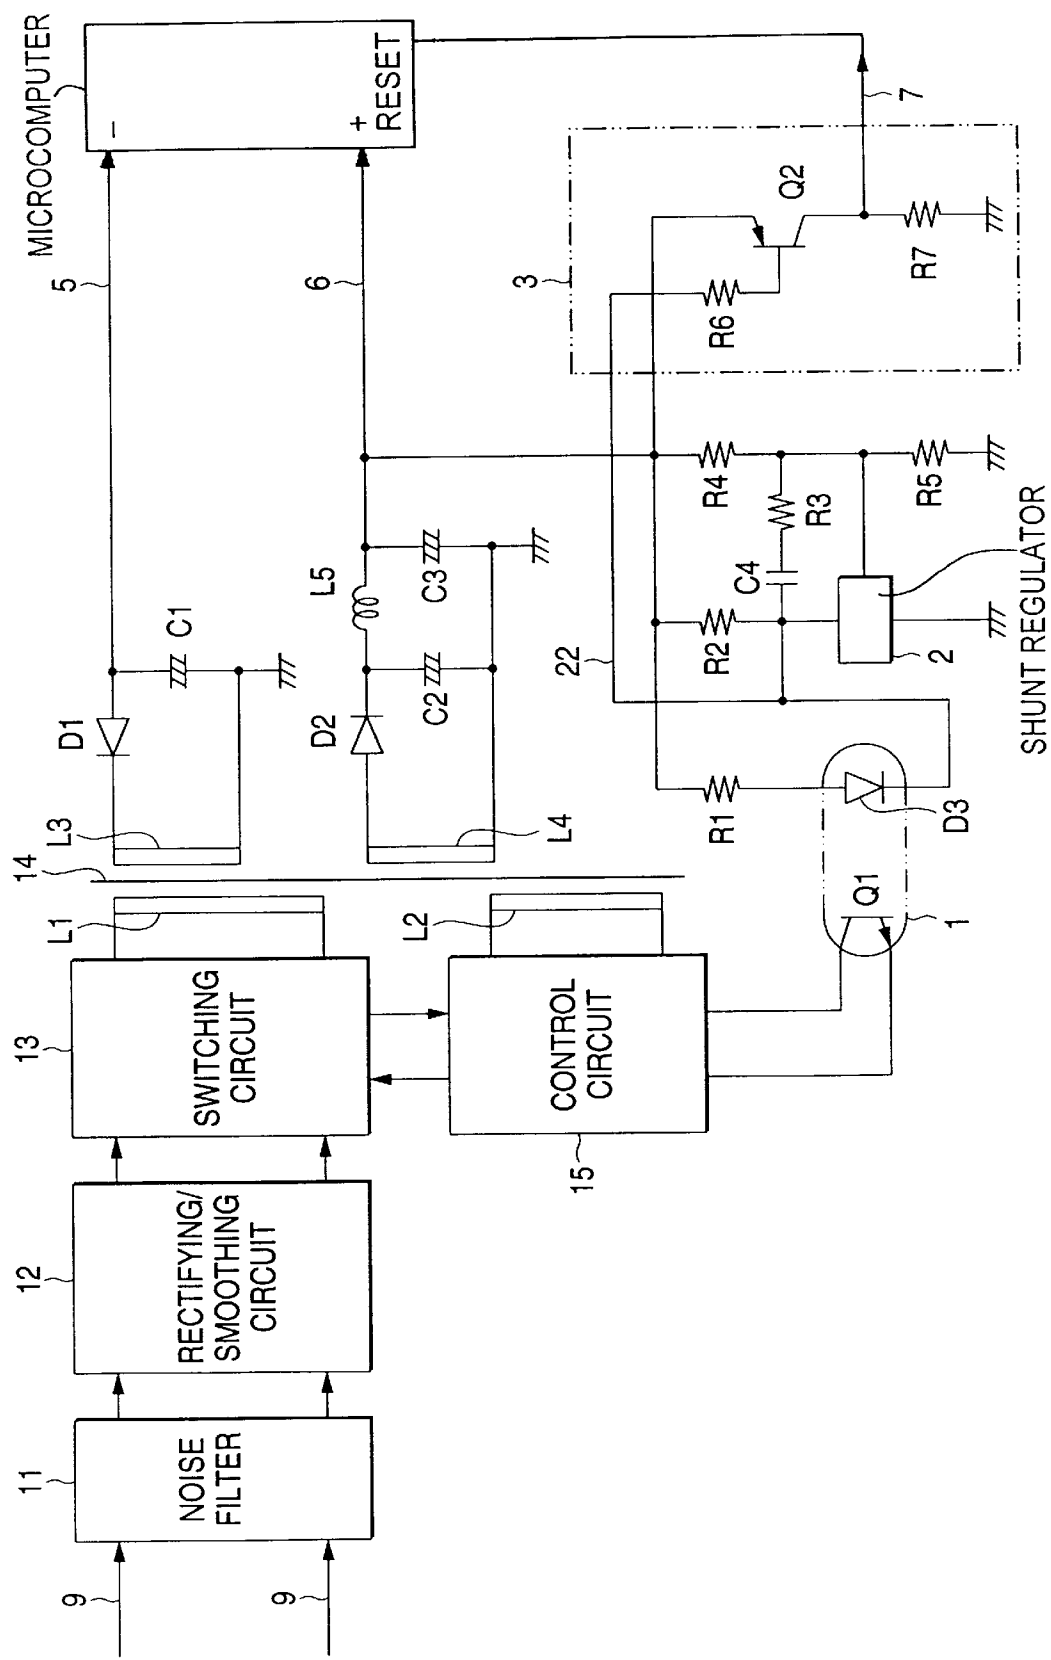 9
9
11
NOISE
FILTER
12
RECTIFYING/
SMOOTHING
CIRCUIT
13
SWITCHING
CIRCUIT
15
CONTROL
CIRCUIT
L1
L2
14
L3
L4
D1
C1
5
D2
C2
L5
C3
6
MICROCOMPUTER
−
+
RESET
1
Q1
D3
R1
22
R2
C4
R3
R4
R5
2
SHUNT REGULATOR
3
R6
Q2
R7
7